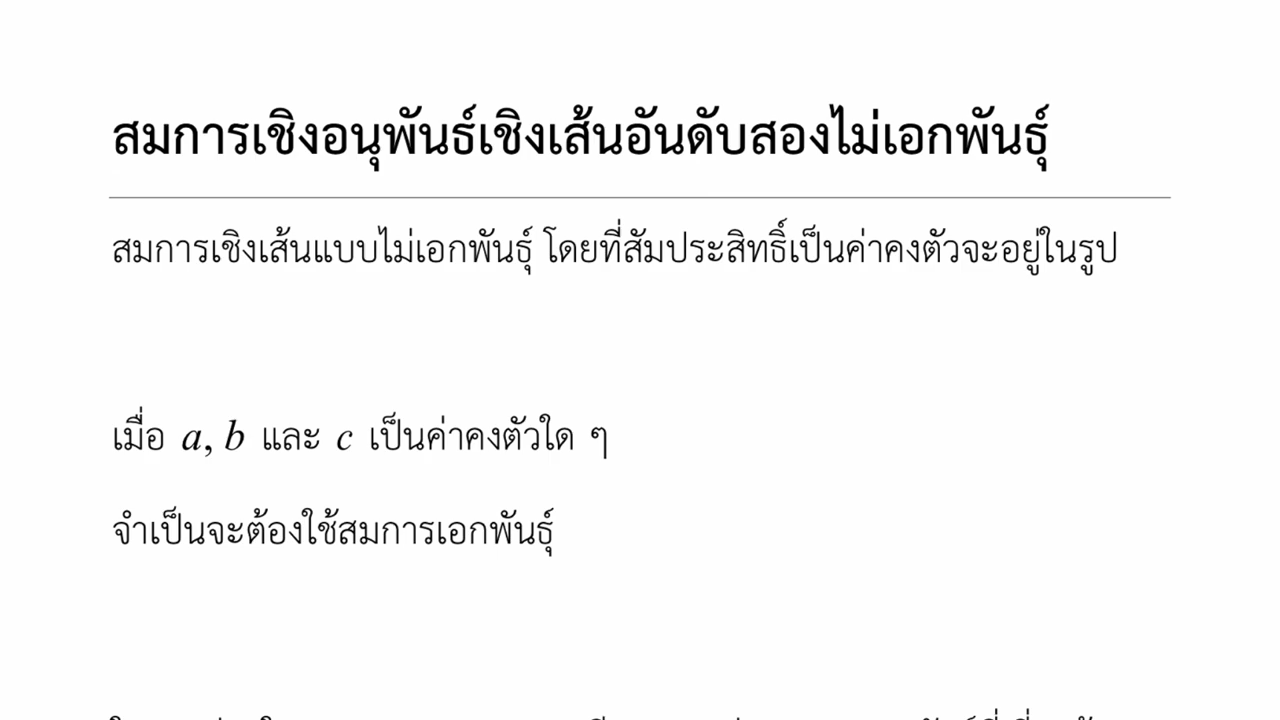 สมการเชิงอนุพันธ์เชิงเส้นอันดับสองไม่เอกพันธุ์
สมการเชิงเส้นแบบไม่เอกพันธุ์ โดยที่สัมประสิทธิ์เป็นค่าคงตัวจะอยู่ในรูป
เมื่อ a, b และ c เป็นค่าคงตัวใด ๆ
จำเป็นจะต้องใช้สมการเอกพันธุ์